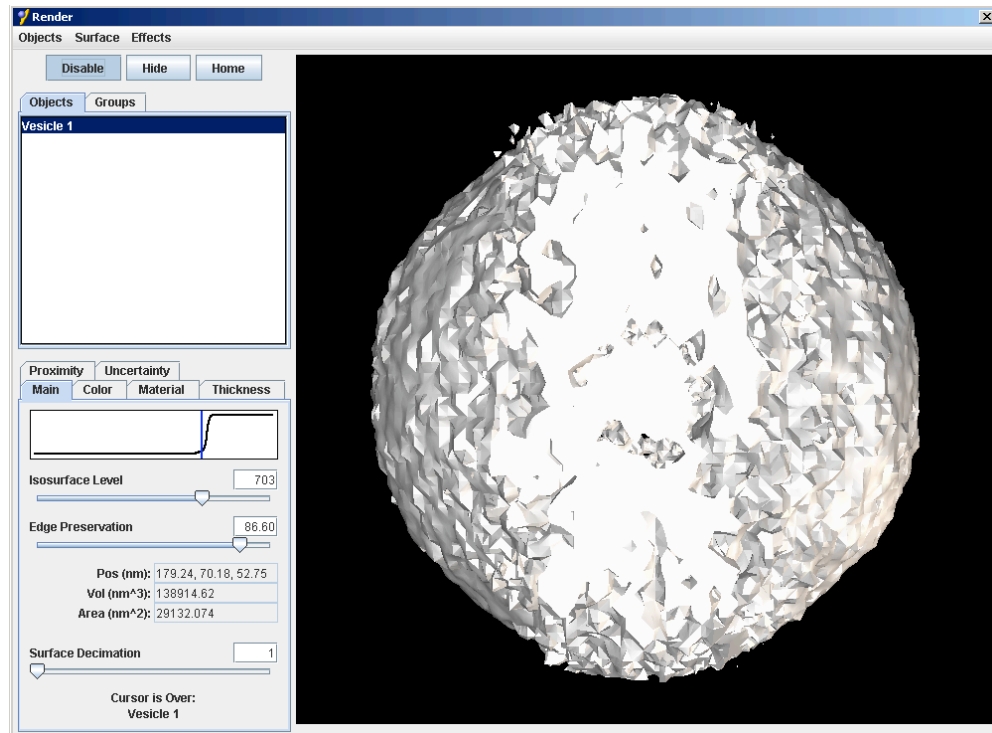 Render
Objects Surface Effects
Disable Hide Home
Objects Groups
Vesicle 1
Proximity Uncertainty
Main Color Material Thickness
Isosurface Level 703
Edge Preservation 86.60
Pos (nm): 179.24, 70.18, 52.75
Vol (nm^3): 138914.62
Area (nm^2): 29132.074
Surface Decimation 1
Cursor is Over:
Vesicle 1